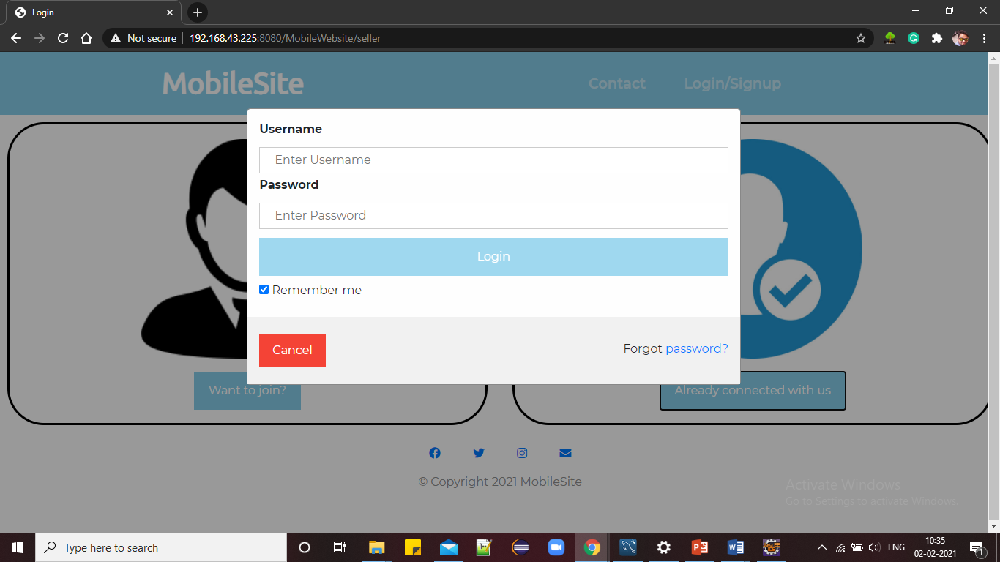 Login
Not secure
192.168.43.225:8080/MobileWebsite/seller
MobileSite
Contact
Login/Signup
Username
Enter Username
Password
Enter Password
Login
Remember me
Cancel
Forgot password?
Want to join?
Already connected with us
© Copyright 2021 MobileSite
Activate Windows
Go to Settings to activate Windows.
Type here to search
ENG
10:35
02-02-2021
1